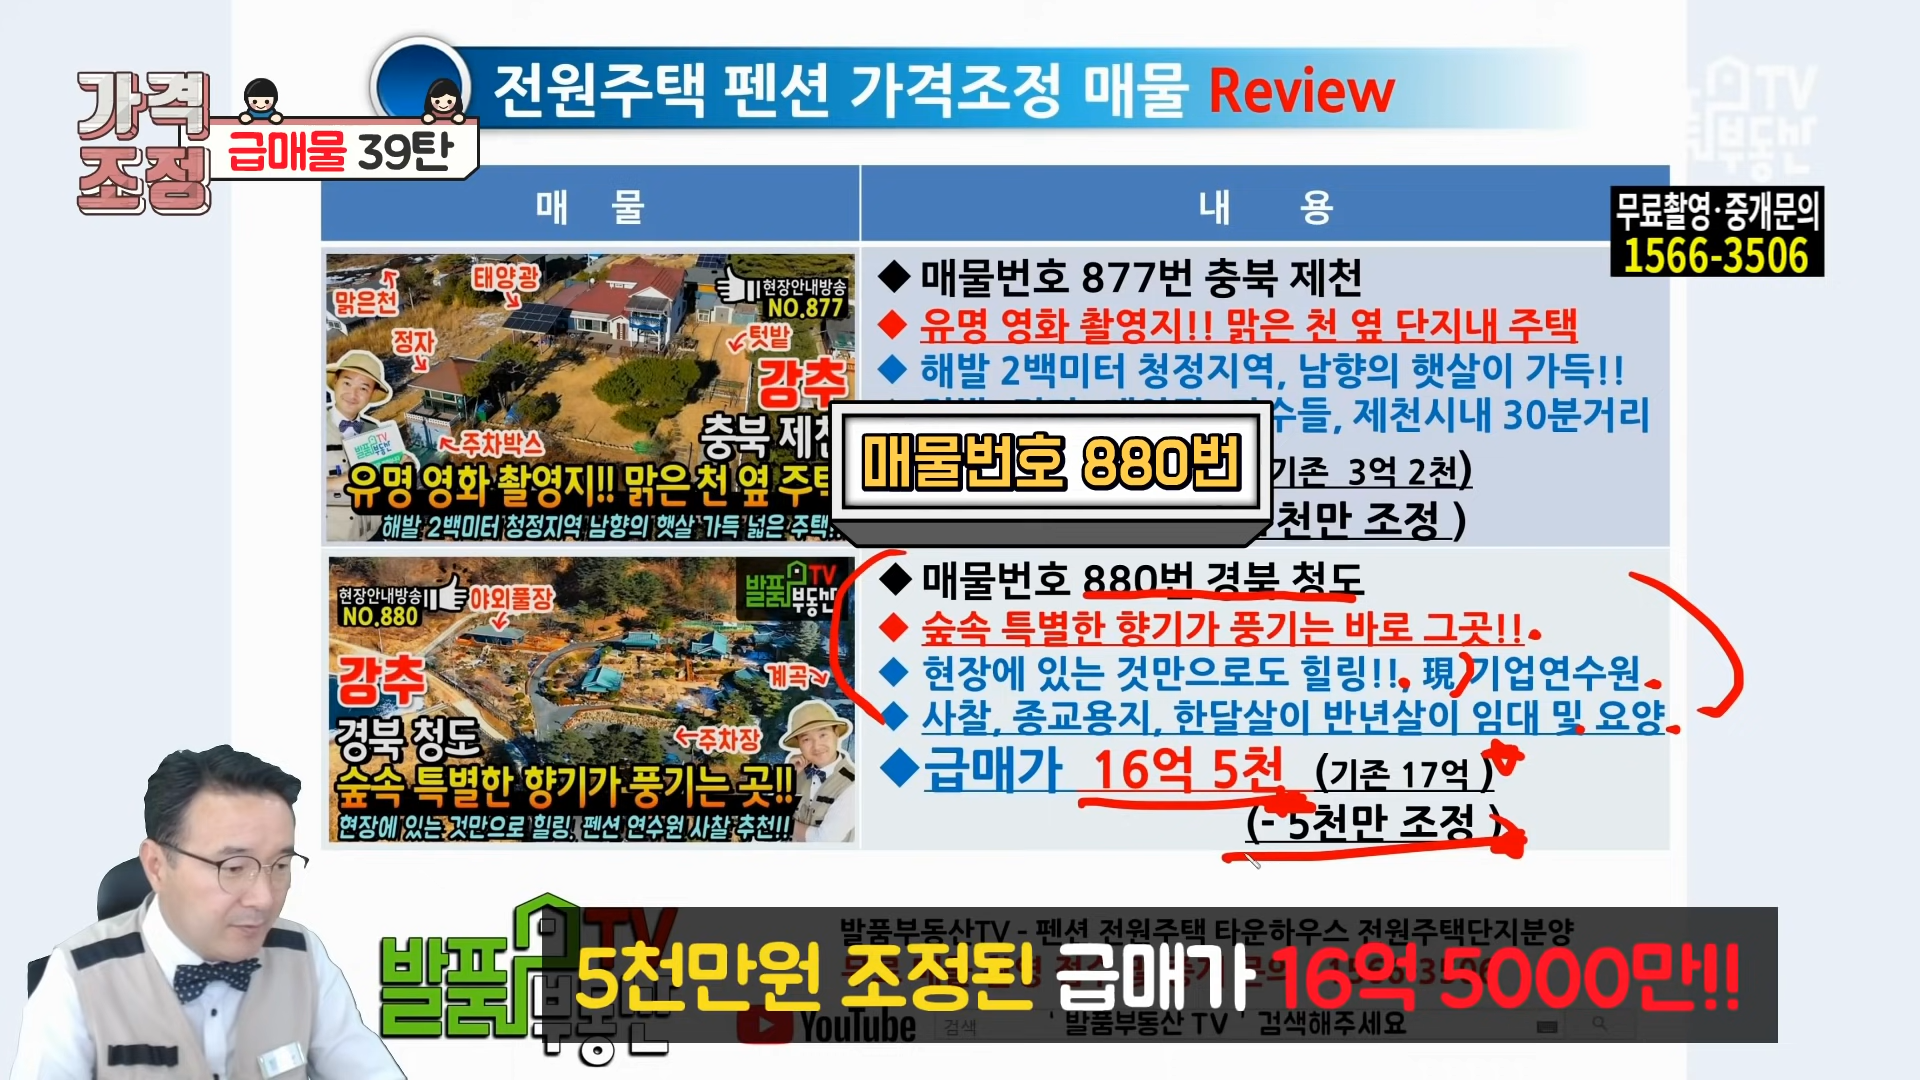 전원주택 펜션 가격조정 매물 Review
TV
부동산
가격
조정
급매물 39탄
매 물
내 용
무료촬영·중개문의
1566-3506
맑은천
태양광
정자
텃밭
현장안내방송
NO.877
강추
주차박스
충북 제천
유명 영화 촬영지!! 맑은 천 옆 주택
해발 2백미터 청정지역 남향의 햇살 가득 넓은 주택!!
◆ 매물번호 877번 충북 제천
◆ 유명 영화 촬영지!! 맑은 천 옆 단지내 주택
◆ 해발 2백미터 청정지역, 남향의 햇살이 가득!!
수들, 제천시내 30분거리
기존 3억 2천)
천만 조정 )
매물번호 880번
현장안내방송
NO.880
야외풀장
발품부동산TV
강추
계곡
경북 청도
주차장
숲속 특별한 향기가 풍기는 곳!!
현장에 있는 것만으로 힐링, 펜션 연수원 사찰 추천!!
◆ 매물번호 880번 경북 청도
◆ 숲속 특별한 향기가 풍기는 바로 그곳!!
◆ 현장에 있는 것만으로도 힐링!!, 現 기업연수원
◆ 사찰, 종교용지, 한달살이 반년살이 임대 및 요양
◆ 급매가 16억 5천 (기존 17억 )
(- 5천만 조정 )
발품부동산TV
발품부동산TV - 펜션 전원주택 타운하우스 전원주택단지분양
5천만원 조정된 급매가 16억 5000만!!
YouTube
검색
' 발품부동산 TV ' 검색해주세요